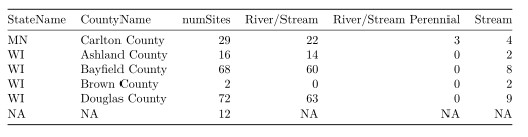 StateName CountyName numSites River/Stream River/Stream Perennial Stream
MN Carlton County 29 22 3 4
WI Ashland County 16 14 0 2
WI Bayfield County 68 60 0 8
WI Brown County 2 0 0 2
WI Douglas County 72 63 0 9
NA NA 12 NA NA NA